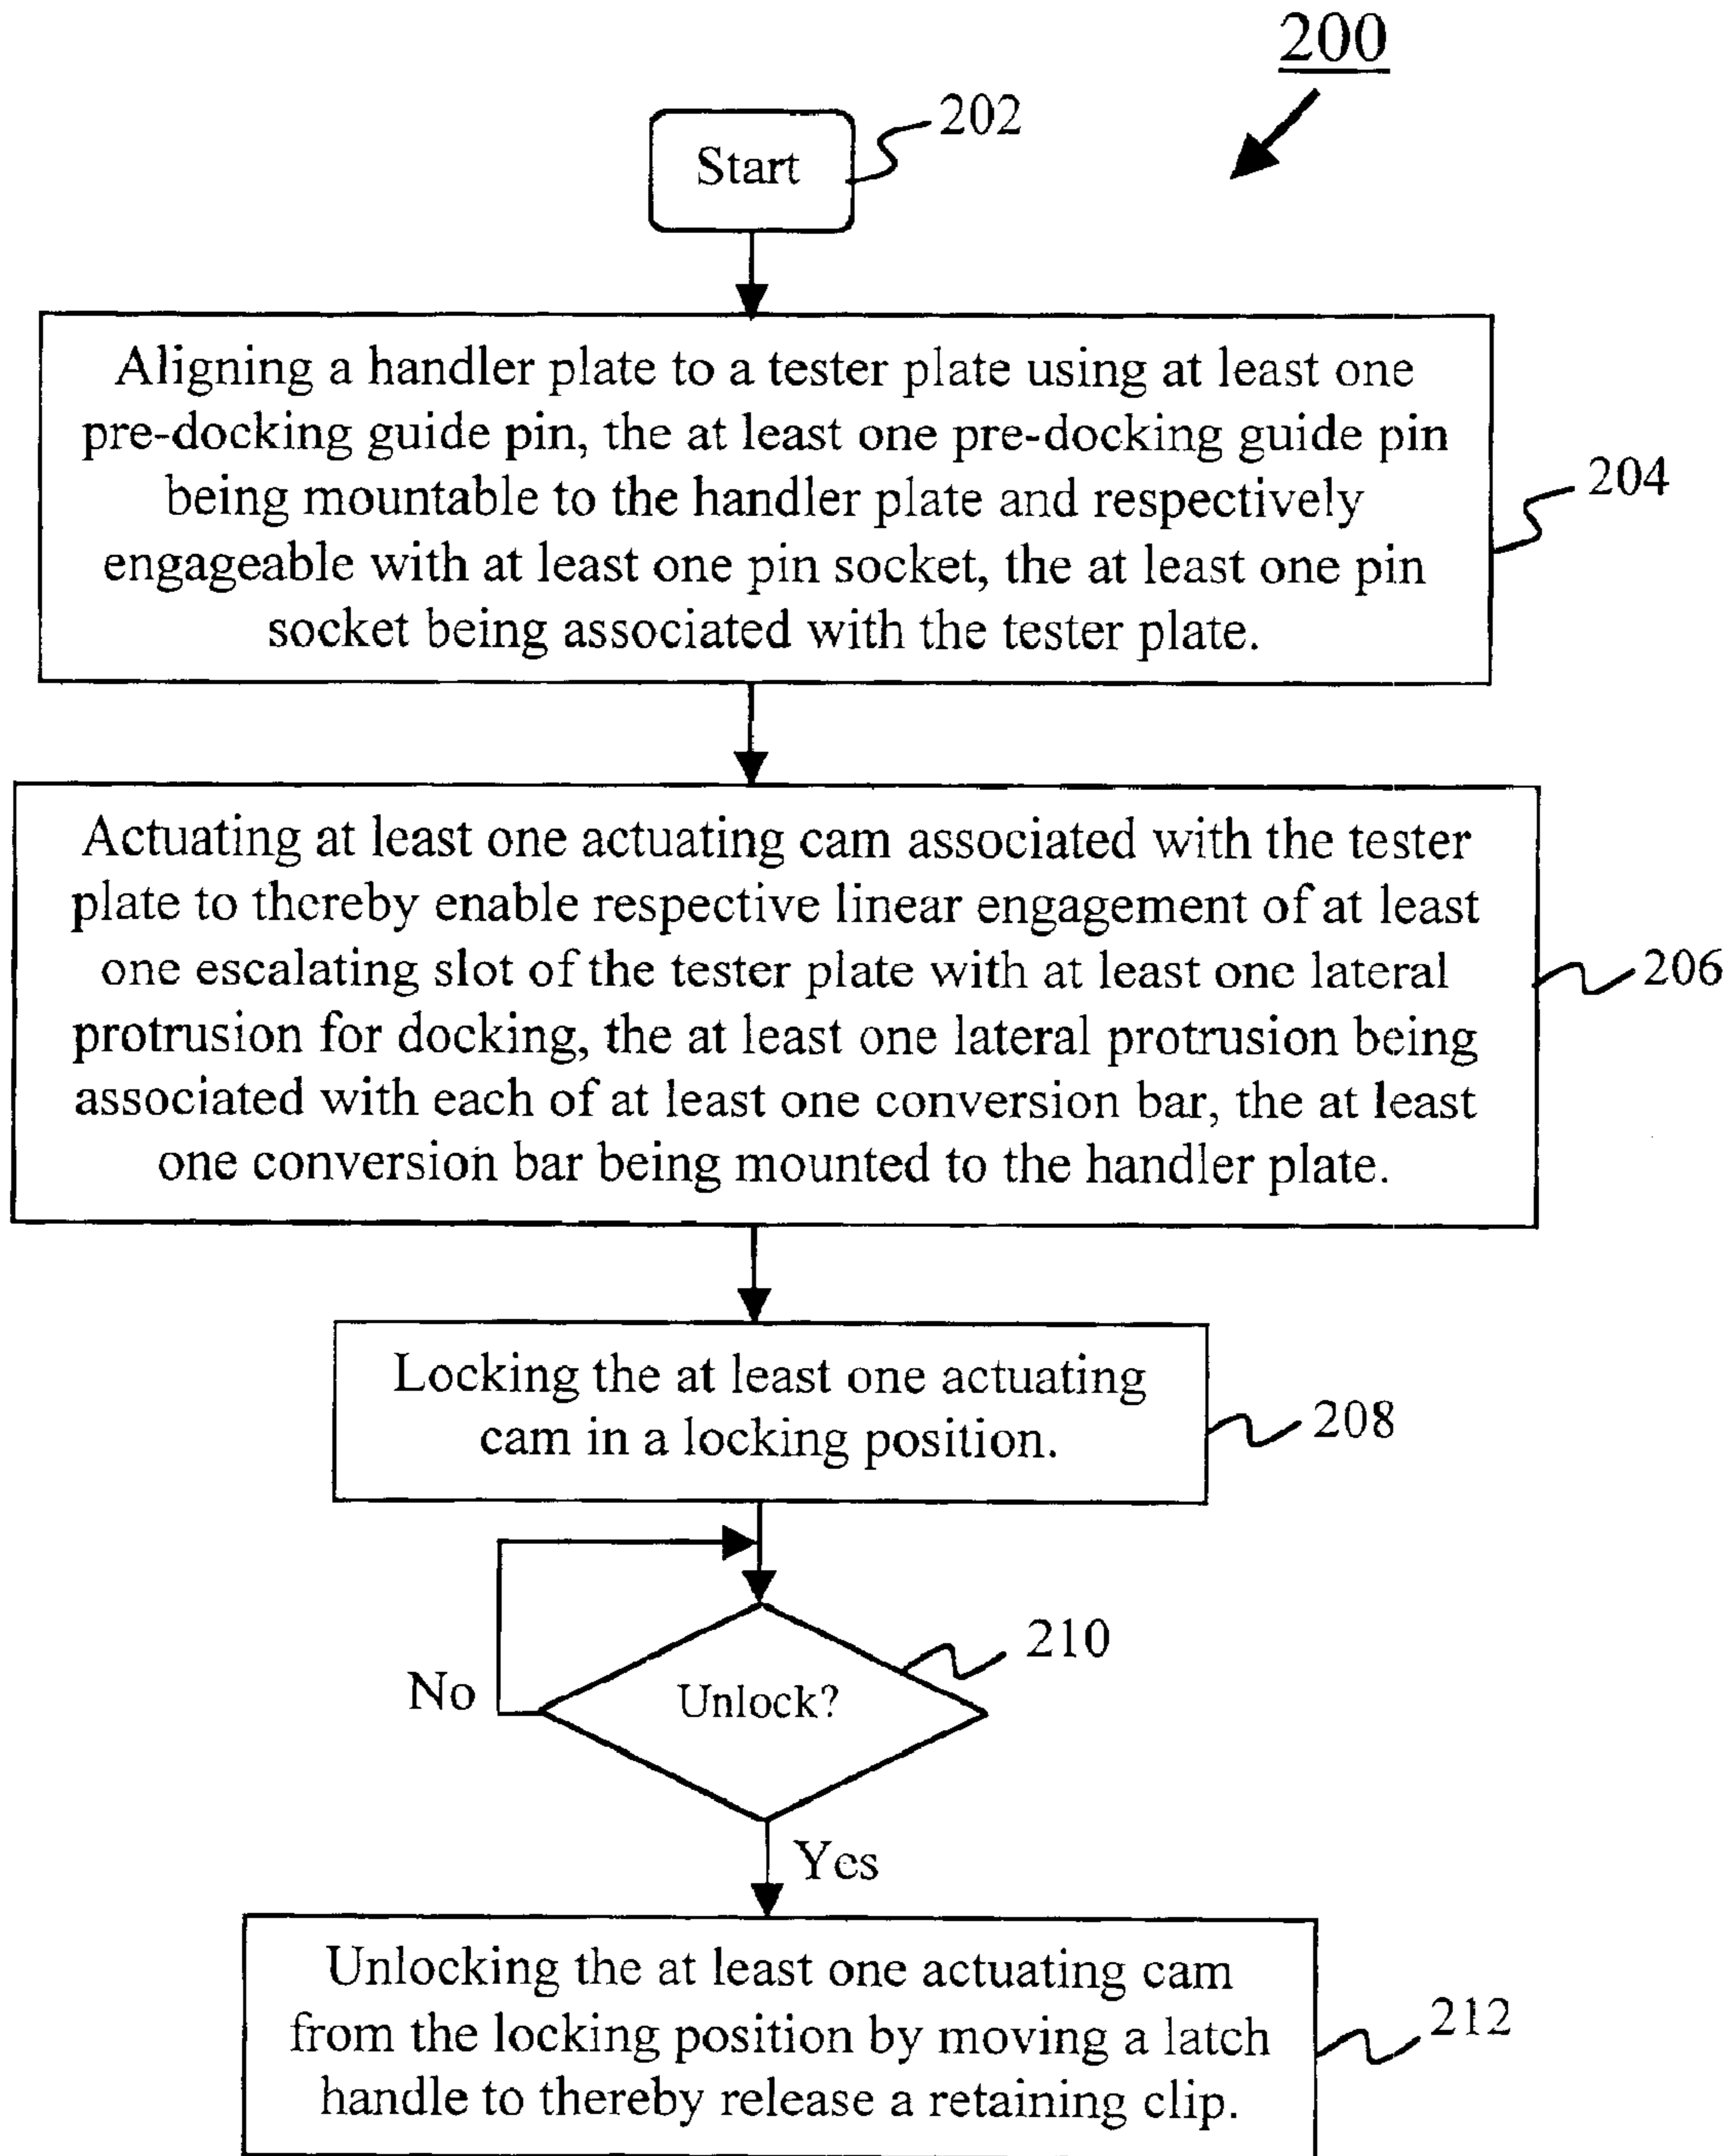 200
202
Start
Aligning a handler plate to a tester plate using at least one
pre-docking guide pin, the at least one pre-docking guide pin
being mountable to the handler plate and respectively
engageable with at least one pin socket, the at least one pin
socket being associated with the tester plate.
204
Actuating at least one actuating cam associated with the tester
plate to thereby enable respective linear engagement of at least
one escalating slot of the tester plate with at least one lateral
protrusion for docking, the at least one lateral protrusion being
associated with each of at least one conversion bar, the at least
one conversion bar being mounted to the handler plate.
206
Locking the at least one actuating
cam in a locking position.
208
210
No
Unlock?
Yes
Unlocking the at least one actuating cam
from the locking position by moving a latch
handle to thereby release a retaining clip.
212